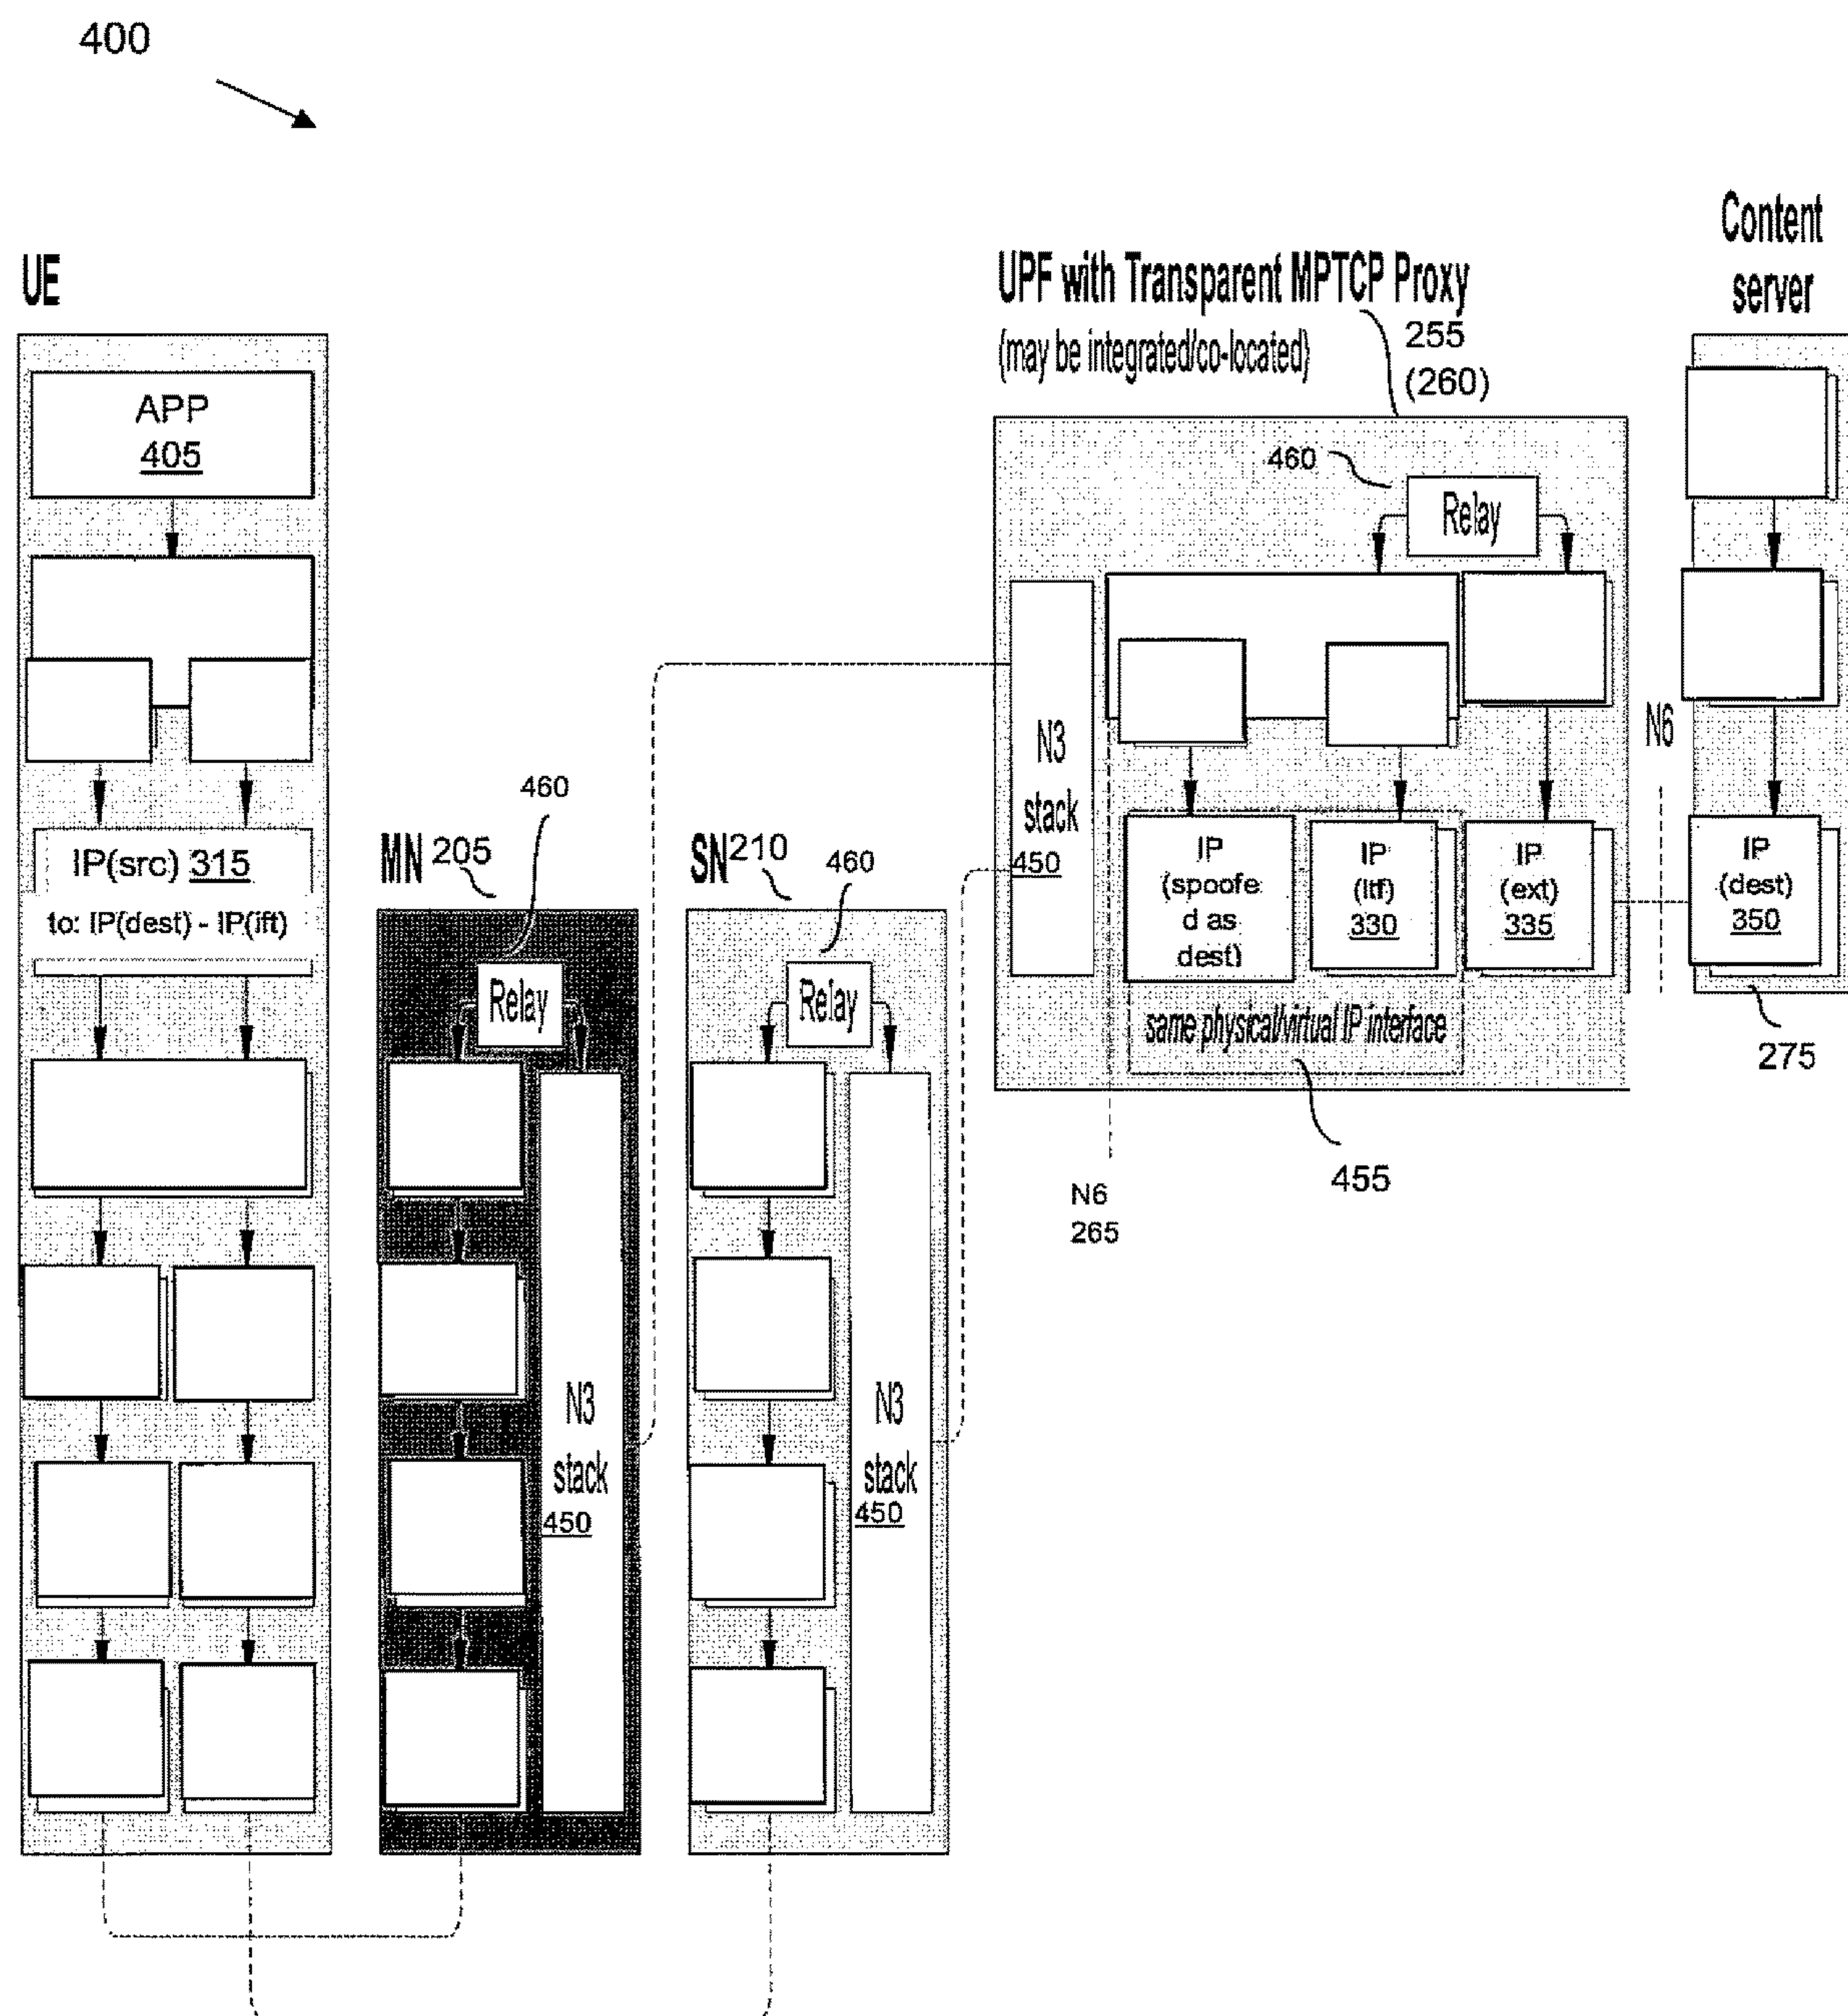 400
UE
APP
405
IP(src) 315
to: IP(dest) - IP(ift)
MN 205
460
Relay
N3
stack
450
SN 210
460
Relay
N3
stack
450
UPF with Transparent MPTCP Proxy
(may be integrated/co-located)
255
(260)
460
Relay
N3
stack
450
IP
(spoofe
d as
dest)
IP
(itf)
330
IP
(ext)
335
same physical/virtual IP interface
455
N6
265
N6
Content
server
IP
(dest)
350
275